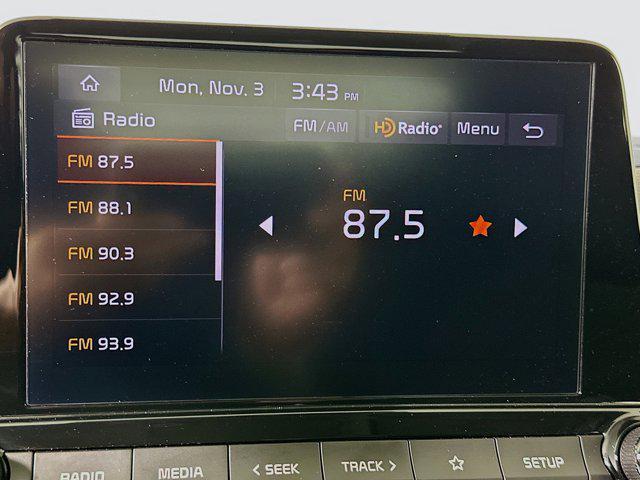 Mon, Nov. 3 3:43 PM
Radio FM/AM HD Radio® Menu
FM 87.5
FM 88.1
FM 90.3
FM 92.9
FM 93.9
FM
87.5
RADIO MEDIA < SEEK TRACK > SETUP